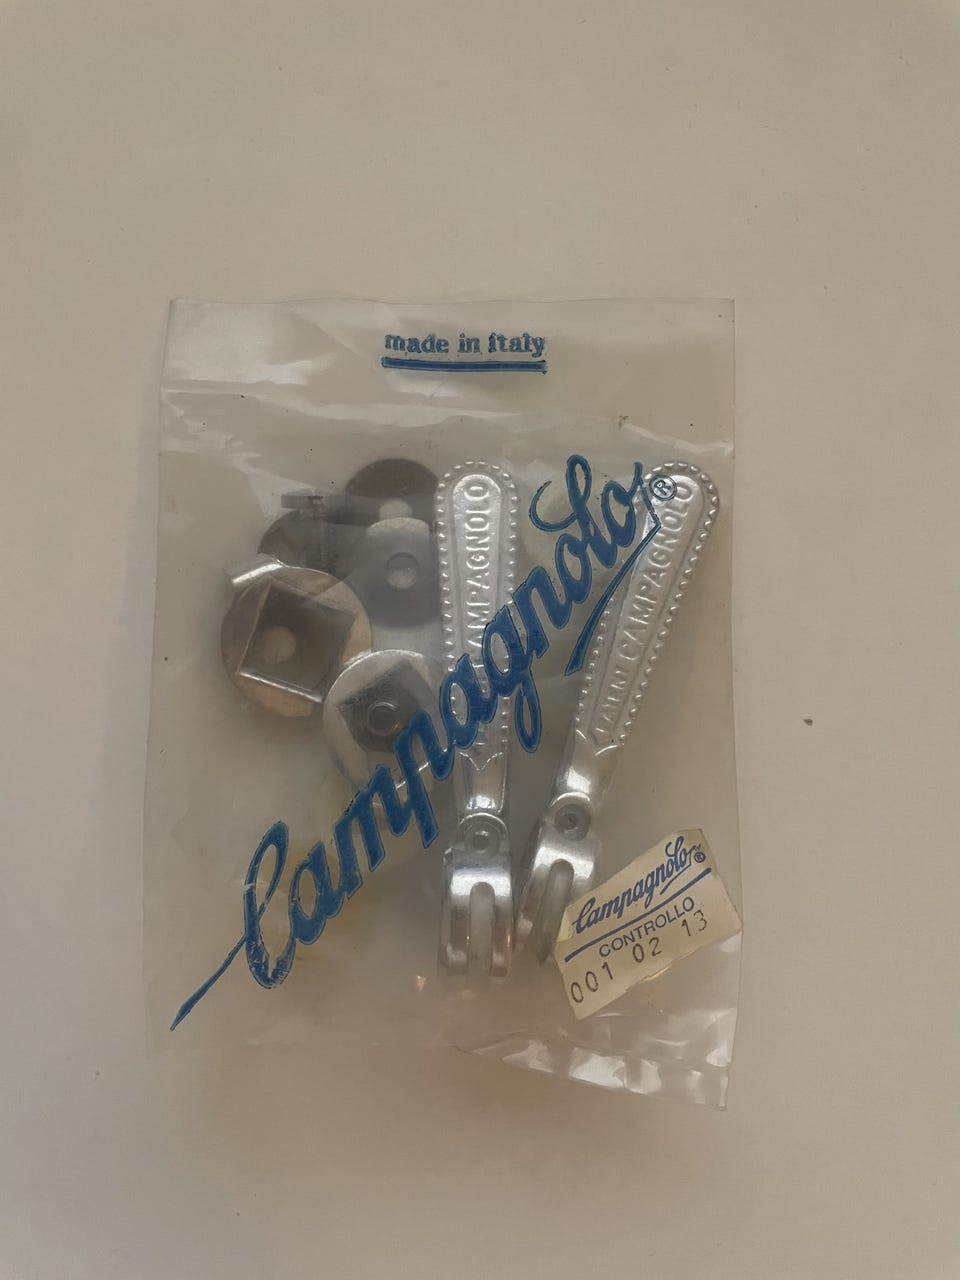 made in Italy
CAMPAGNOLO
CAMPAGNOLO
Campagnolo®
Campagnolo®
CONTROLLO
001 02 13